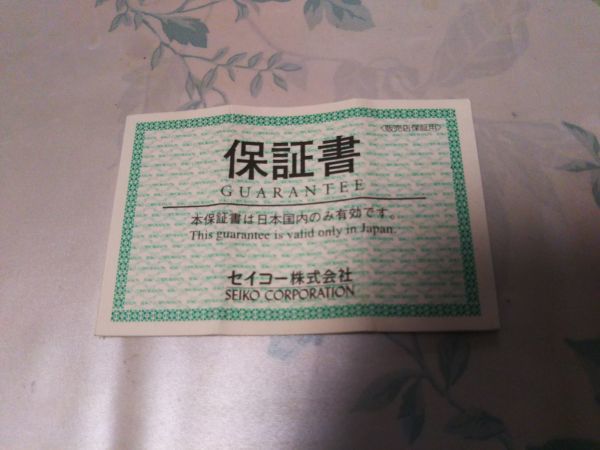 <販売店保証用>
保証書
GUARANTEE
本保証書は日本国内のみ有効です。
This guarantee is valid only in Japan.
セイコー株式会社
SEIKO CORPORATION